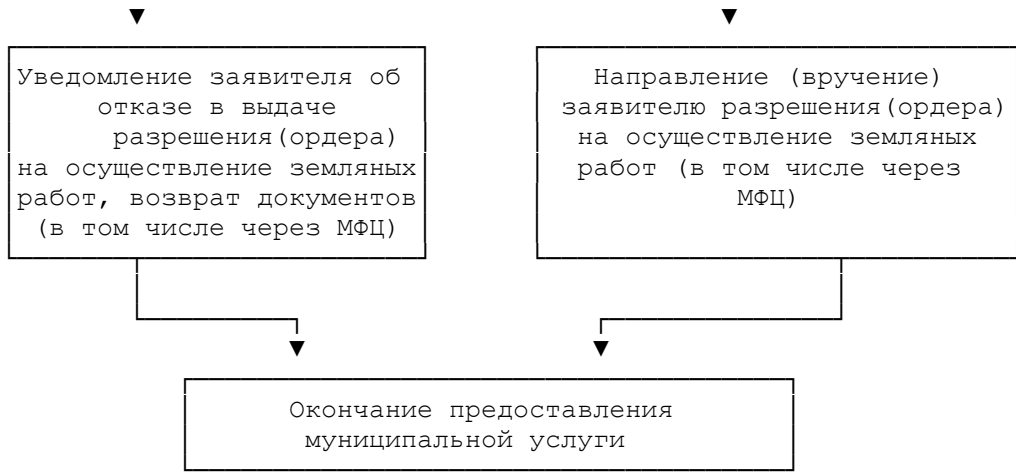 Уведомление заявителя об
отказе в выдаче
разрешения(ордера)
на осуществление земляных
работ, возврат документов
(в том числе через МФЦ)
Направление (вручение)
заявителю разрешения(ордера)
на осуществление земляных
работ (в том числе через
МФЦ)
Окончание предоставления
муниципальной услуги